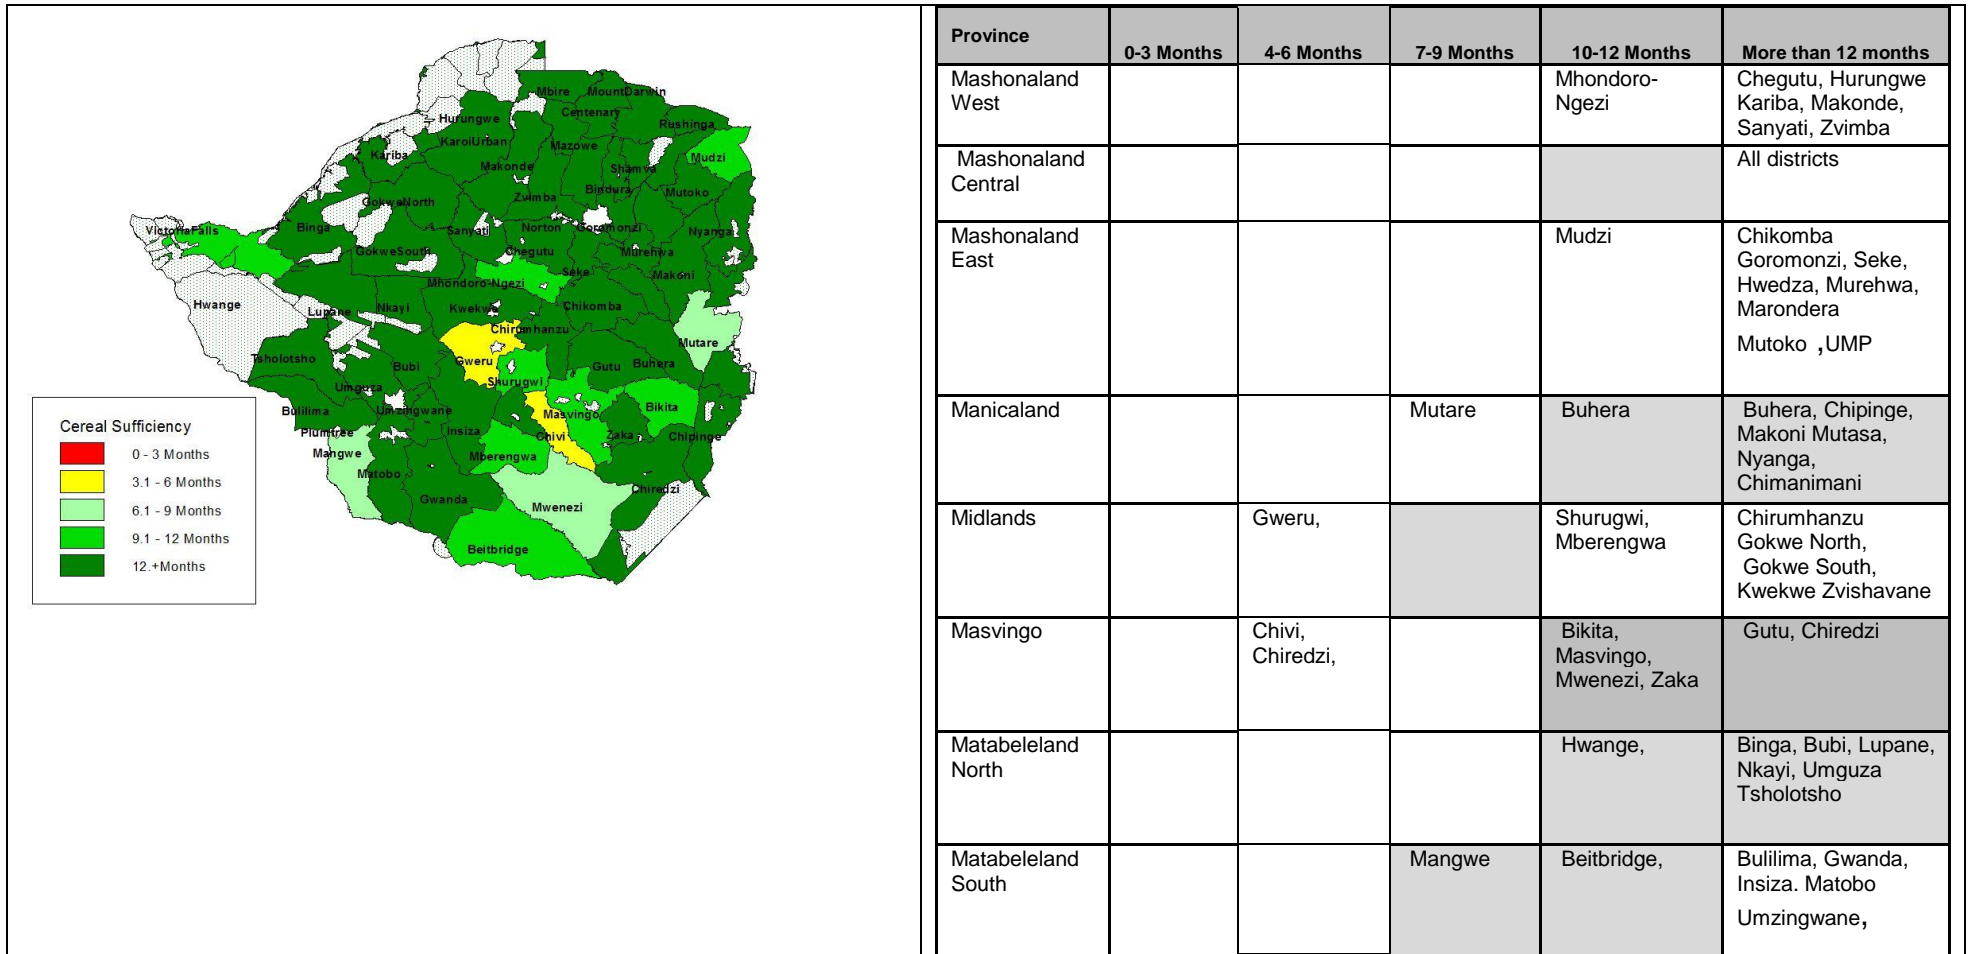 Mbire
MountDarwin
Centenary
Hurungwe
Rushinga
KaroiUrban
Mazowe
Kariba
Mudzi
Makonde
Shamva
Bindura
Mutoko
Zvimba
GokweNorth
VictoriaFalls
Binga
Sanyati
Norton
Goromonzi
Nyanga
GokweSouth
Chegutu
Murehwa
Seke
Makoni
Mhondoro-Ngezi
Hwange
Lupane
Nkayi
Kwekwe
Chikomba
Chirumhanzu
Mutare
Tsholotsho
Gweru
Bubi
Gutu
Buhera
Umguza
Shurugwi
Bulilima
Umzingwane
Masvingo
Bikita
Plumtree
Insiza
Chivi
Zaka
Chipinge
Mangwe
Mberengwa
Matobo
Gwanda
Chiredzi
Mwenezi
Beitbridge
Cereal Sufficiency
0 - 3 Months
3.1 - 6 Months
6.1 - 9 Months
9.1 - 12 Months
12.+Months
Province 0-3 Months 4-6 Months 7-9 Months 10-12 Months More than 12 months
Mashonaland West
Mhondoro-
Ngezi
Chegutu, Hurungwe
Kariba, Makonde,
Sanyati, Zvimba
Mashonaland
Central
All districts
Mashonaland
East
Mudzi
Chikomba
Goromonzi, Seke,
Hwedza, Murehwa,
Marondera
Mutoko ,UMP
Manicaland
Mutare
Buhera
Buhera, Chipinge,
Makoni Mutasa,
Nyanga,
Chimanimani
Midlands
Gweru,
Shurugwi,
Mberengwa
Chirumhanzu
Gokwe North,
Gokwe South,
Kwekwe Zvishavane
Masvingo
Chivi,
Chiredzi,
Bikita,
Masvingo,
Mwenezi, Zaka
Gutu, Chiredzi
Matabeleland
North
Hwange,
Binga, Bubi, Lupane,
Nkayi, Umguza
Tsholotsho
Matabeleland
South
Mangwe
Beitbridge,
Bulilima, Gwanda,
Insiza. Matobo
Umzingwane,